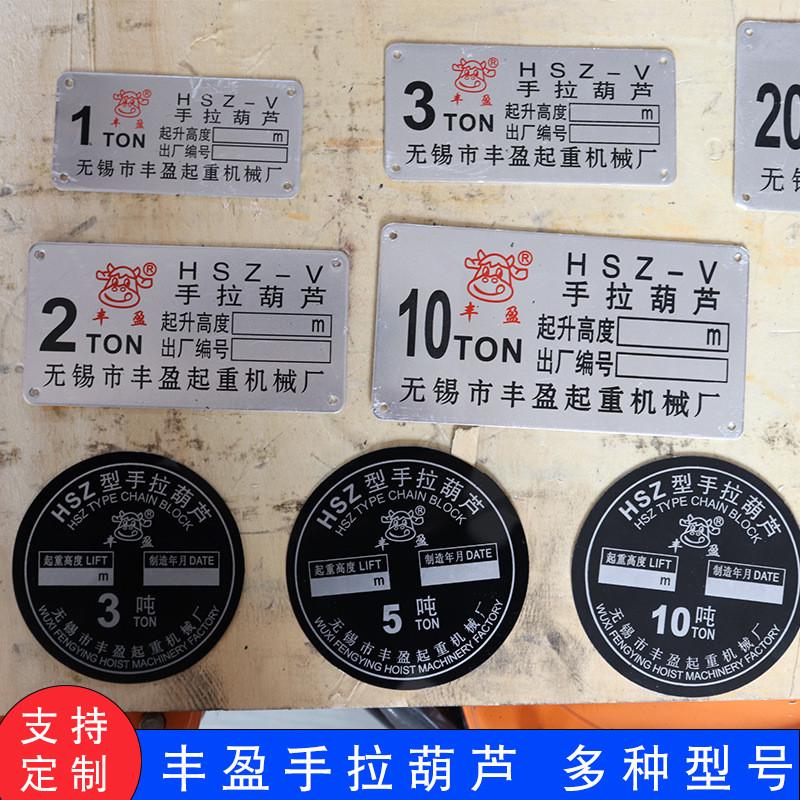 1 TON
丰盈®
HSZ-V
手拉葫芦
起升高度 m
出厂编号
无锡市丰盈起重机械厂
3 TON
丰盈®
HSZ-V
手拉葫芦
起升高度 m
出厂编号
无锡市丰盈起重机械厂
20
无锡
2 TON
丰盈®
HSZ-V
手拉葫芦
起升高度 m
出厂编号
无锡市丰盈起重机械厂
10 TON
丰盈®
HSZ-V
手拉葫芦
起升高度 m
出厂编号
无锡市丰盈起重机械厂
HSZ型手拉葫芦
HSZ TYPE CHAIN BLOCK
丰盈®
起重高度 LIFT m
制造年月 DATE
3 吨 TON
无锡市丰盈起重机械厂
WUXI FENGYING HOIST MACHINERY FACTORY
HSZ型手拉葫芦
HSZ TYPE CHAIN BLOCK
丰盈®
起重高度 LIFT m
制造年月 DATE
5 吨 TON
无锡市丰盈起重机械厂
WUXI FENGYING HOIST MACHINERY FACTORY
HSZ型手拉葫芦
HSZ TYPE CHAIN BLOCK
丰盈®
起重高度 LIFT m
制造年月 DATE
10 吨 TON
无锡市丰盈起重机械厂
WUXI FENGYING HOIST MACHINERY FACTORY
支持
定制
丰盈手拉葫芦 多种型号